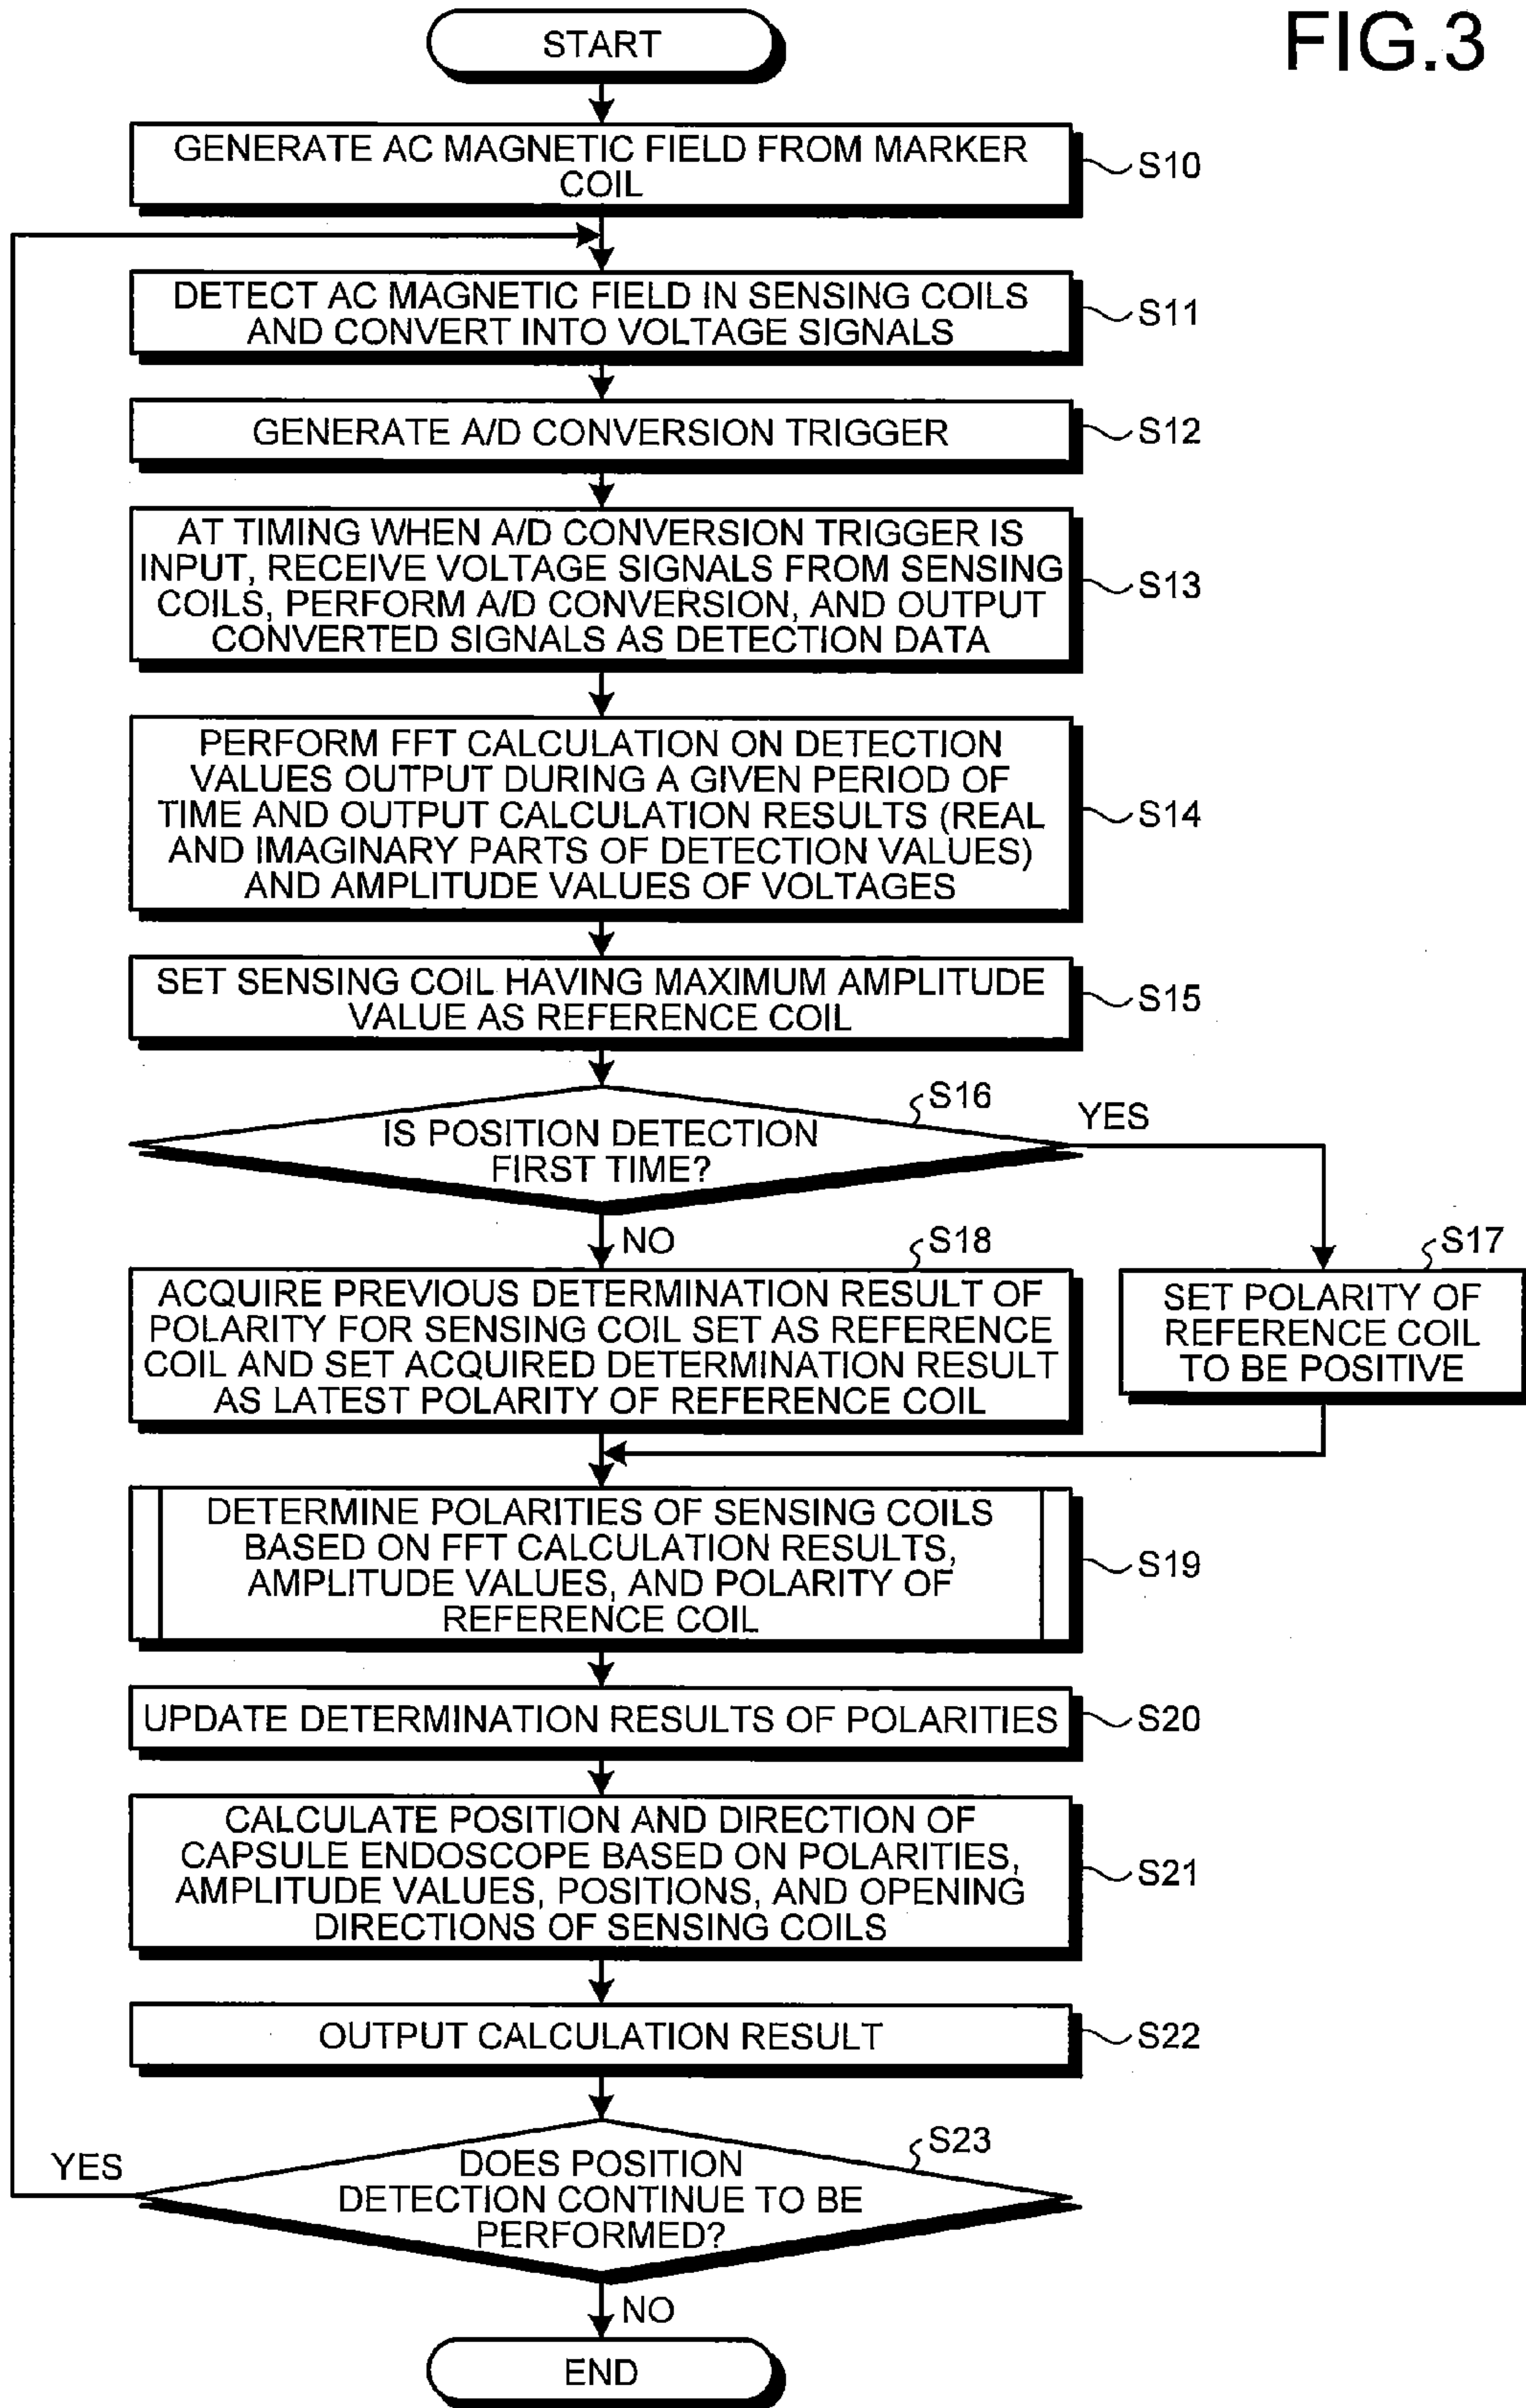 FIG.3
START
GENERATE AC MAGNETIC FIELD FROM MARKER
COIL
S10
DETECT AC MAGNETIC FIELD IN SENSING COILS
AND CONVERT INTO VOLTAGE SIGNALS
S11
GENERATE A/D CONVERSION TRIGGER
S12
AT TIMING WHEN A/D CONVERSION TRIGGER IS
INPUT, RECEIVE VOLTAGE SIGNALS FROM SENSING
COILS, PERFORM A/D CONVERSION, AND OUTPUT
CONVERTED SIGNALS AS DETECTION DATA
S13
PERFORM FFT CALCULATION ON DETECTION
VALUES OUTPUT DURING A GIVEN PERIOD OF
TIME AND OUTPUT CALCULATION RESULTS (REAL
AND IMAGINARY PARTS OF DETECTION VALUES)
AND AMPLITUDE VALUES OF VOLTAGES
S14
SET SENSING COIL HAVING MAXIMUM AMPLITUDE
VALUE AS REFERENCE COIL
S15
S16
IS POSITION DETECTION
FIRST TIME?
YES
NO
S18
ACQUIRE PREVIOUS DETERMINATION RESULT OF
POLARITY FOR SENSING COIL SET AS REFERENCE
COIL AND SET ACQUIRED DETERMINATION RESULT
AS LATEST POLARITY OF REFERENCE COIL
S17
SET POLARITY OF
REFERENCE COIL
TO BE POSITIVE
DETERMINE POLARITIES OF SENSING COILS
BASED ON FFT CALCULATION RESULTS,
AMPLITUDE VALUES, AND POLARITY OF
REFERENCE COIL
S19
UPDATE DETERMINATION RESULTS OF POLARITIES
S20
CALCULATE POSITION AND DIRECTION OF
CAPSULE ENDOSCOPE BASED ON POLARITIES,
AMPLITUDE VALUES, POSITIONS, AND OPENING
DIRECTIONS OF SENSING COILS
S21
OUTPUT CALCULATION RESULT
S22
S23
DOES POSITION
DETECTION CONTINUE TO BE
PERFORMED?
YES
NO
END